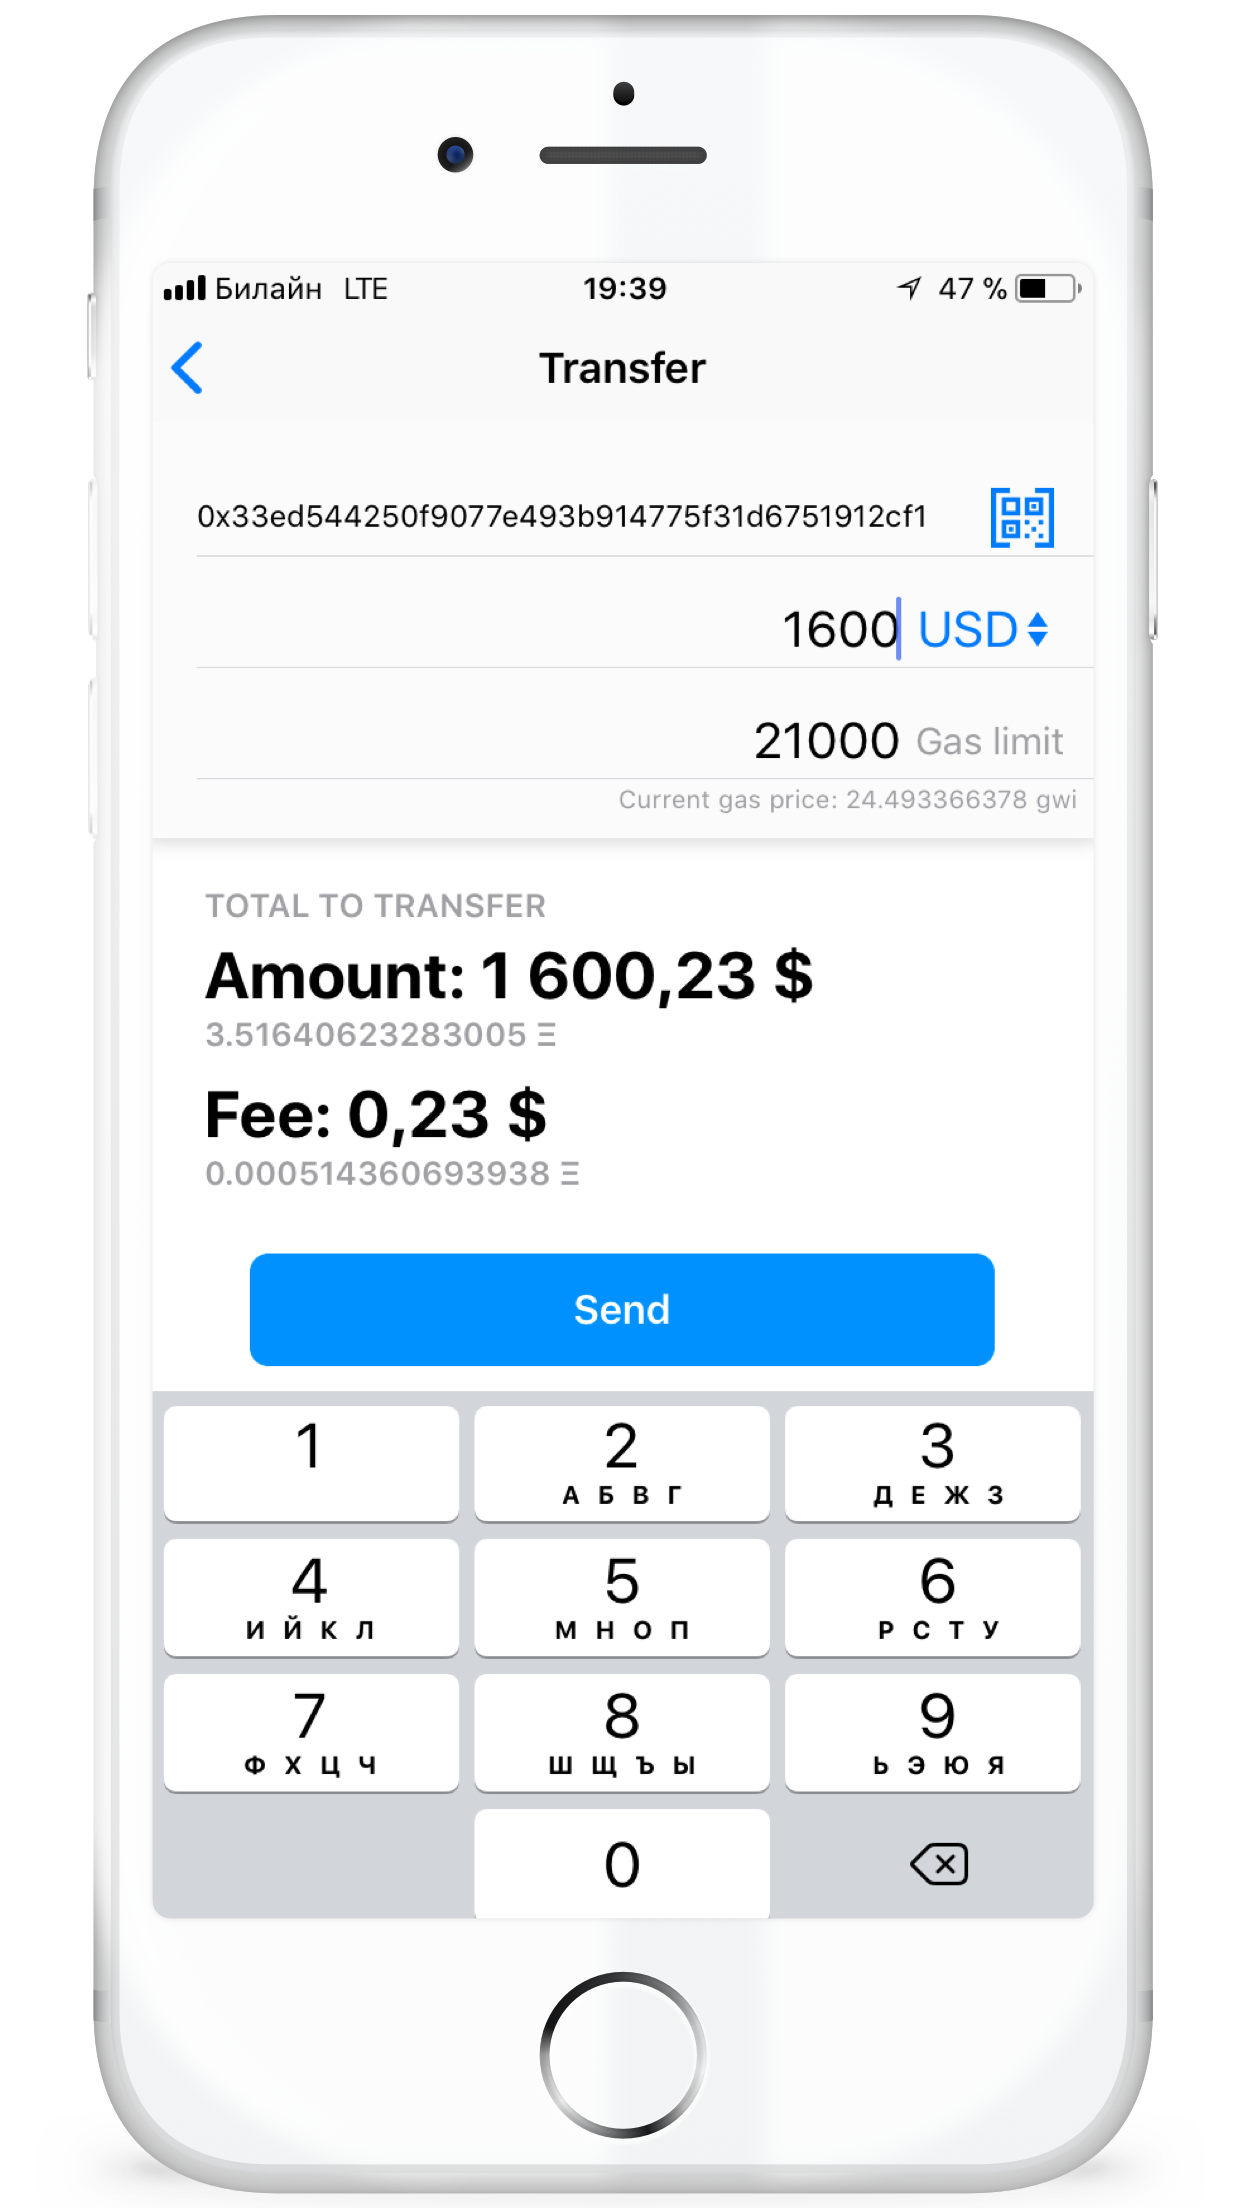 Билайн LTE 19:39 47 %
Transfer
0x33ed544250f9077e493b914775f31d6751912cf1
1600 USD
21000 Gas limit
Current gas price: 24.493366378 gwi
TOTAL TO TRANSFER
Amount: 1 600,23 $
3.51640623283005 Ξ
Fee: 0,23 $
0.000514360693938 Ξ
Send
1 2 3
А Б В Г Д Е Ж З
4 5 6
И Й К Л М Н О П Р С Т У
7 8 9
Ф Х Ц Ч Ш Щ Ъ Ы Ь Э Ю Я
0